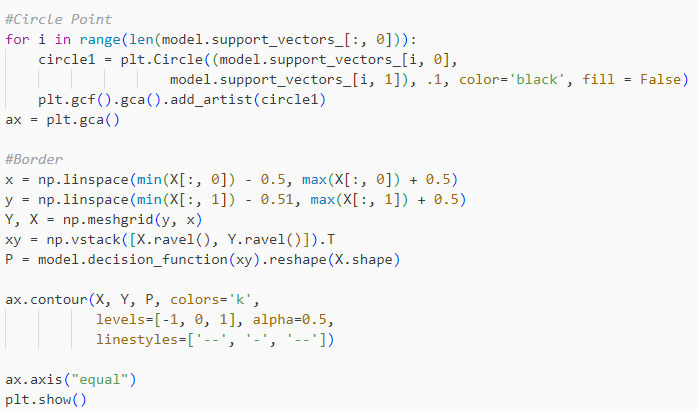 #Circle Point
for i in range(len(model.support_vectors_[:, 0])):
    circle1 = plt.Circle((model.support_vectors_[i, 0],
                    model.support_vectors_[i, 1]), .1, color='black', fill = False)
    plt.gcf().gca().add_artist(circle1)
ax = plt.gca()

#Border
x = np.linspace(min(X[:, 0]) - 0.5, max(X[:, 0]) + 0.5)
y = np.linspace(min(X[:, 1]) - 0.51, max(X[:, 1]) + 0.5)
Y, X = np.meshgrid(y, x)
xy = np.vstack([X.ravel(), Y.ravel()]).T
P = model.decision_function(xy).reshape(X.shape)

ax.contour(X, Y, P, colors='k',
           levels=[-1, 0, 1], alpha=0.5,
           linestyles=['--', '-', '--'])

ax.axis("equal")
plt.show()